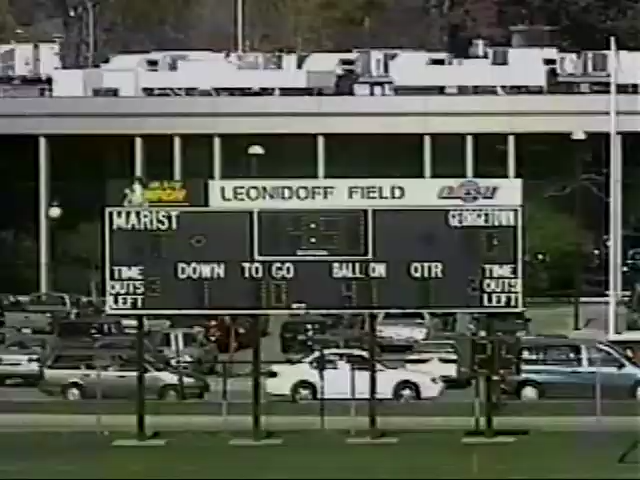 LEONIDOFF FIELD
MARIST
GEORGETOWN
TIME OUTS LEFT
DOWN TO GO BALL ON QTR
TIME OUTS LEFT